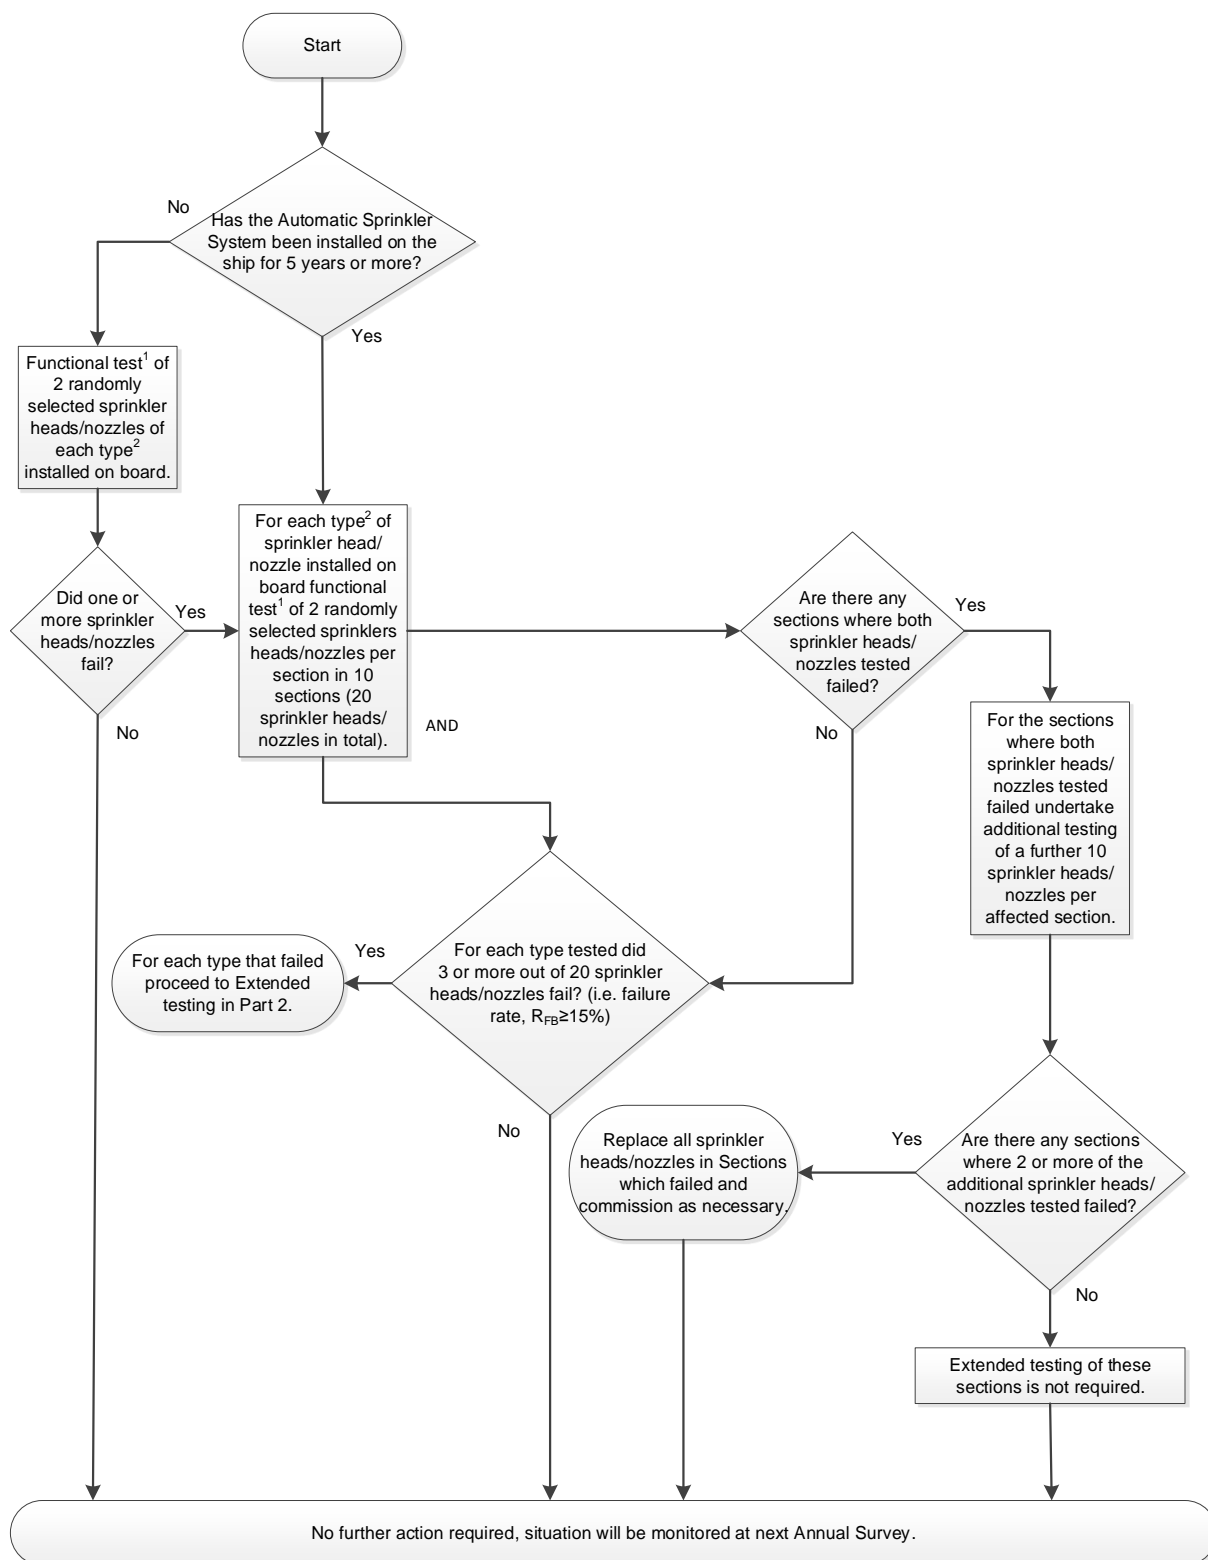 Start
No
Has the Automatic Sprinkler
System been installed on the
ship for 5 years or more?
Yes
Functional test¹ of
2 randomly
selected sprinkler
heads/nozzles of
each type²
installed on board.
Did one or
more sprinkler
heads/nozzles
fail?
Yes
No
For each type² of
sprinkler head/
nozzle installed on
board functional
test¹ of 2 randomly
selected sprinklers
heads/nozzles per
section in 10
sections (20
sprinkler heads/
nozzles in total).
AND
Are there any
sections where both
sprinkler heads/
nozzles tested
failed?
Yes
No
For the sections
where both
sprinkler heads/
nozzles tested
failed undertake
additional testing
of a further 10
sprinkler heads/
nozzles per
affected section.
For each type tested did
3 or more out of 20 sprinkler
heads/nozzles fail? (i.e. failure
rate, R_FB≥15%)
Yes
For each type that failed
proceed to Extended
testing in Part 2.
No
Are there any sections
where 2 or more of the
additional sprinkler heads/
nozzles tested failed?
Yes
Replace all sprinkler
heads/nozzles in Sections
which failed and
commission as necessary.
No
Extended testing of these
sections is not required.
No further action required, situation will be monitored at next Annual Survey.